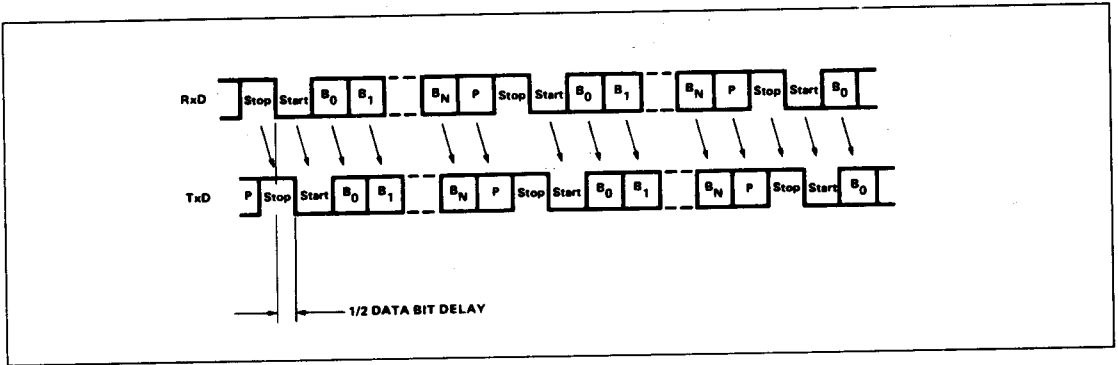 RxD Stop Start B0 B1 BN P Stop Start B0 B1 BN P Stop Start B0
TxD P Stop Start B0 B1 BN P Stop Start B0 B1 BN P Stop Start B0
1/2 DATA BIT DELAY